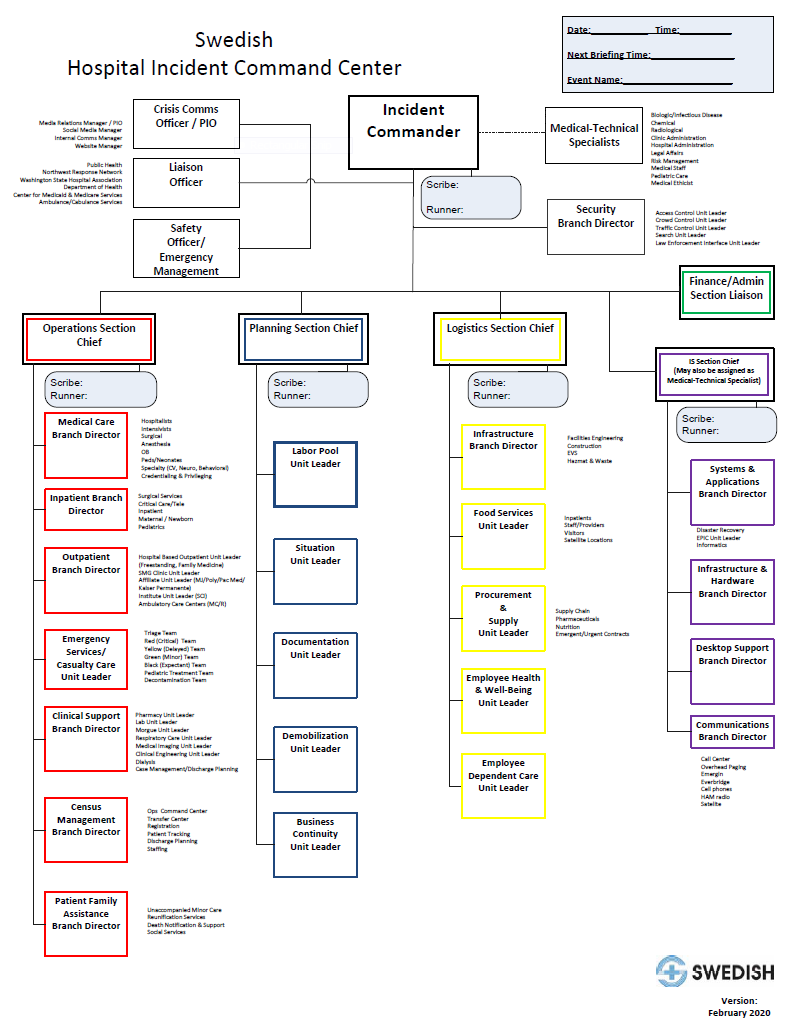 Swedish
Hospital Incident Command Center
Date:___________ Time:__________
Next Briefing Time:________________
Event Name:_____________________
Crisis Comms
Officer / PIO
Media Relations Manager / PIO
Social Media Manager
Internal Comms Manager
Website Manager
Incident
Commander
Medical-Technical
Specialists
Biologic/Infectious Disease
Chemical
Radiological
Clinic Administration
Hospital Administration
Legal Affairs
Risk Management
Medical Staff
Pediatric Care
Medical Ethicist
Public Health
Northwest Response Network
Washington State Hospital Association
Department of Health
Center for Medicaid & Medicare Services
Ambulance/Cabulance Services
Liaison
Officer
Scribe:
Runner:
Safety
Officer/
Emergency
Management
Security
Branch Director
Access Control Unit Leader
Crowd Control Unit Leader
Traffic Control Unit Leader
Search Unit Leader
Law Enforcement Interface Unit Leader
Finance/Admin
Section Liaison
Operations Section
Chief
Scribe:
Runner:
Medical Care
Branch Director
Hospitalists
Intensivists
Surgical
Anesthesia
OB
Peds/Neonates
Specialty (CV, Neuro, Behavioral)
Credentialing & Privileging
Inpatient Branch
Director
Surgical Services
Critical Care/Tele
Inpatient
Maternal / Newborn
Pediatrics
Outpatient
Branch Director
Hospital Based Outpatient Unit Leader
(Freestanding, Family Medicine)
SMG Clinic Unit Leader
Affiliate Unit Leader (MJ/Poly/Pac Med/
Kaiser Permanente)
Institute Unit Leader (SCI)
Ambulatory Care Centers (MC/R)
Emergency
Services/
Casualty Care
Unit Leader
Triage Team
Red (Critical) Team
Yellow (Delayed) Team
Green (Minor) Team
Black (Expectant) Team
Pediatric Treatment Team
Decontamination Team
Clinical Support
Branch Director
Pharmacy Unit Leader
Lab Unit Leader
Morgue Unit Leader
Respiratory Care Unit Leader
Medical Imaging Unit Leader
Clinical Engineering Unit Leader
Dialysis
Case Management/Discharge Planning
Census
Management
Branch Director
Ops Command Center
Transfer Center
Registration
Patient Tracking
Discharge Planning
Staffing
Patient Family
Assistance
Branch Director
Unaccompanied Minor Care
Reunification Services
Death Notification & Support
Social Services
Planning Section Chief
Scribe:
Runner:
Labor Pool
Unit Leader
Situation
Unit Leader
Documentation
Unit Leader
Demobilization
Unit Leader
Business
Continuity
Unit Leader
Logistics Section Chief
Scribe:
Runner:
Infrastructure
Branch Director
Facilities Engineering
Construction
EVS
Hazmat & Waste
Food Services
Unit Leader
Inpatients
Staff/Providers
Visitors
Satellite Locations
Procurement
&
Supply
Unit Leader
Supply Chain
Pharmaceuticals
Nutrition
Emergent/Urgent Contracts
Employee Health
& Well-Being
Unit Leader
Employee
Dependent Care
Unit Leader
IS Section Chief
(May also be assigned as
Medical-Technical Specialist)
Scribe:
Runner:
Systems &
Applications
Branch Director
Disaster Recovery
EPIC Unit Leader
Informatics
Infrastructure &
Hardware
Branch Director
Desktop Support
Branch Director
Communications
Branch Director
Call Center
Overhead Paging
Emergin
Everbridge
Cell phones
HAM radio
Satelite
SWEDISH
Version:
February 2020